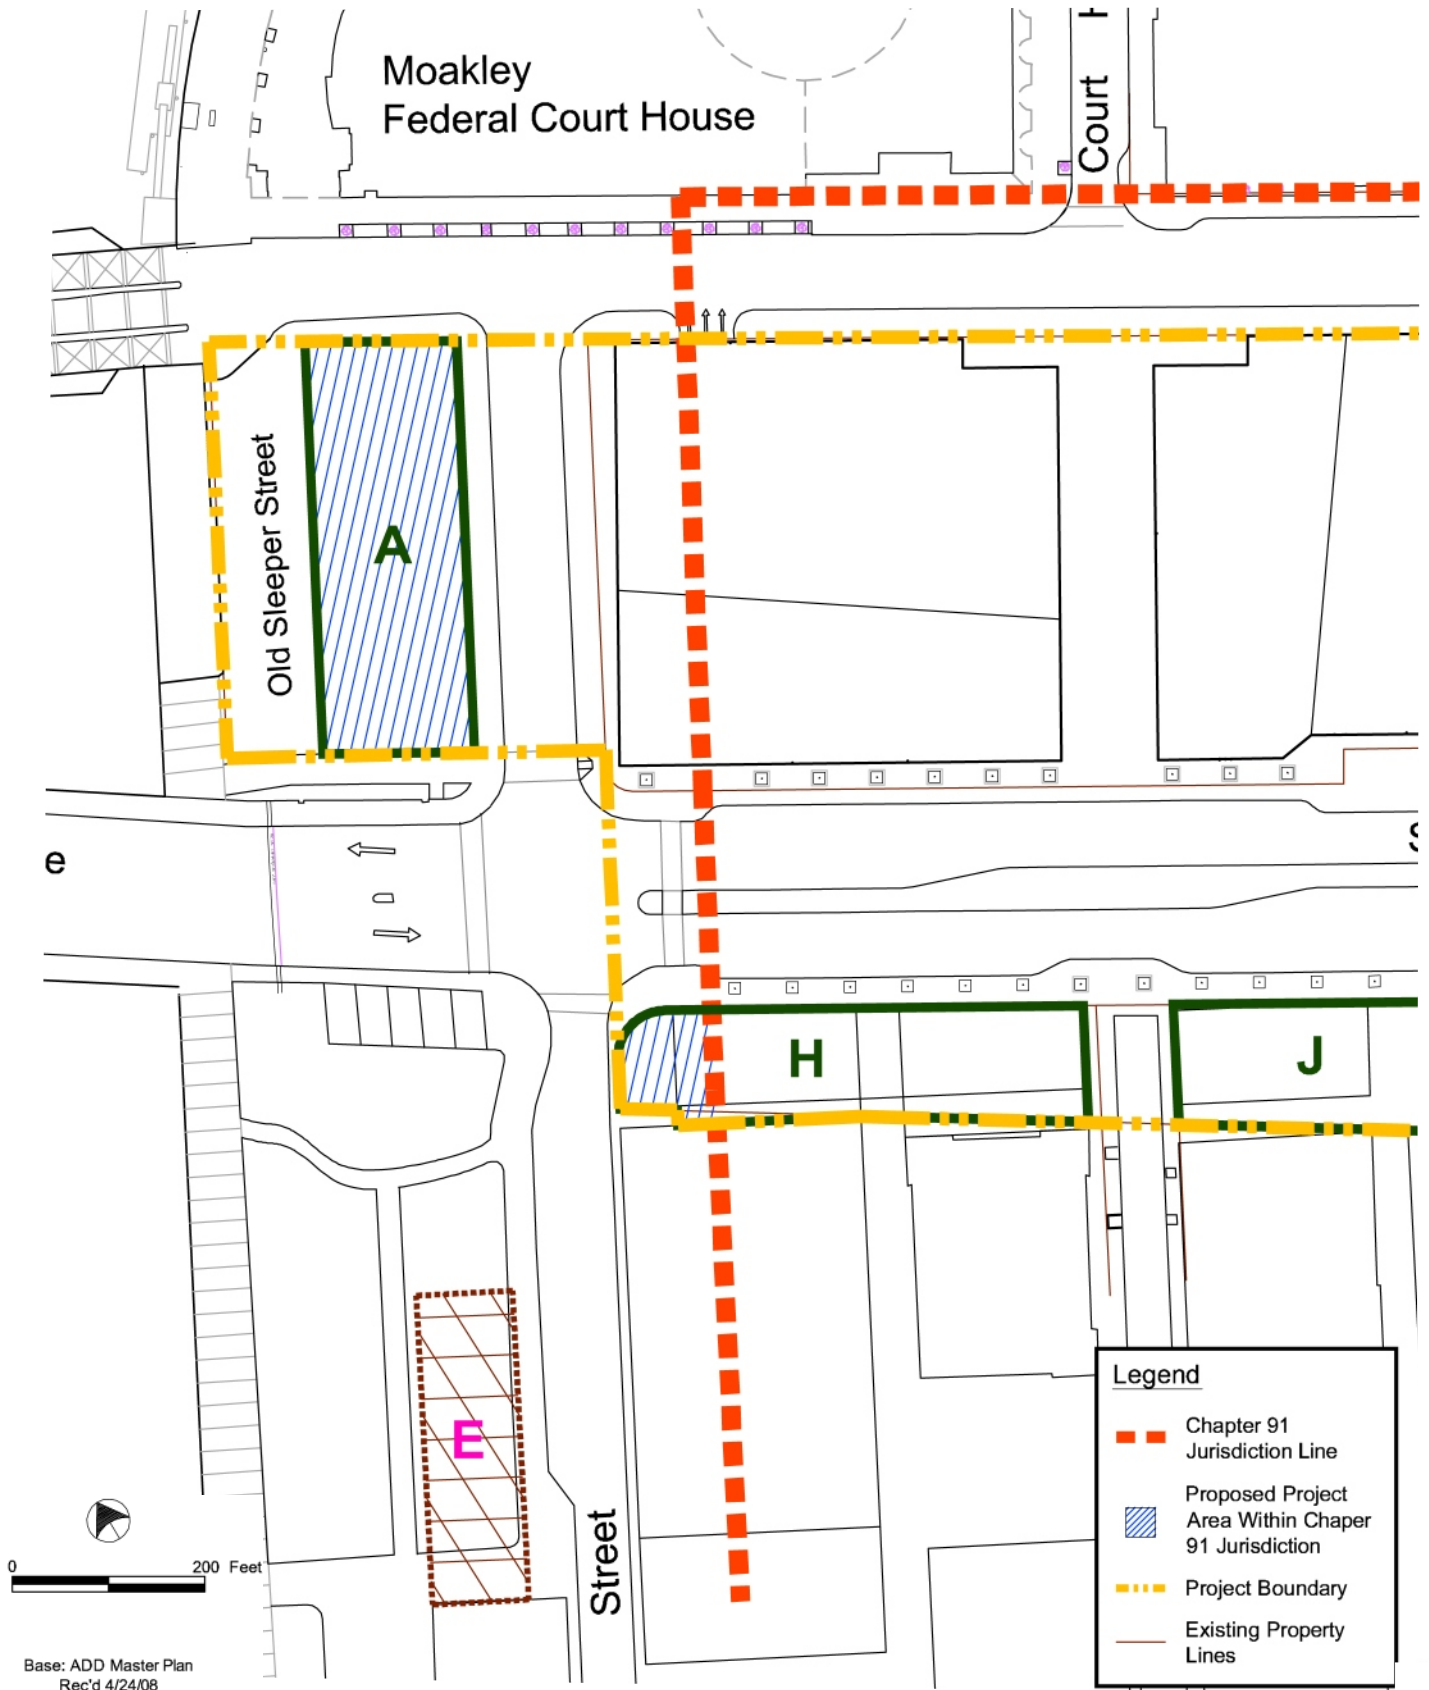 Moakley
Federal Court House
Court
Old Sleeper Street
A
e
H
J
E
Street
Legend
Chapter 91
Jurisdiction Line
Proposed Project
Area Within Chaper
91 Jurisdiction
Project Boundary
Existing Property
Lines
0 200 Feet
Base: ADD Master Plan
Rec'd 4/24/08